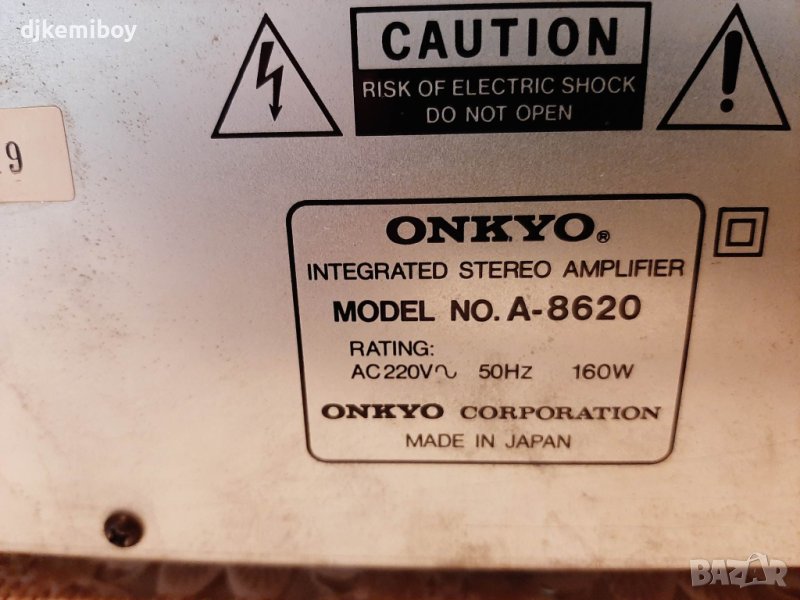 djkemiboy
CAUTION
RISK OF ELECTRIC SHOCK
DO NOT OPEN
9
ONKYO®
INTEGRATED STEREO AMPLIFIER
MODEL NO. A-8620
RATING:
AC220V∿ 50Hz 160W
ONKYO CORPORATION
MADE IN JAPAN
BAZAR